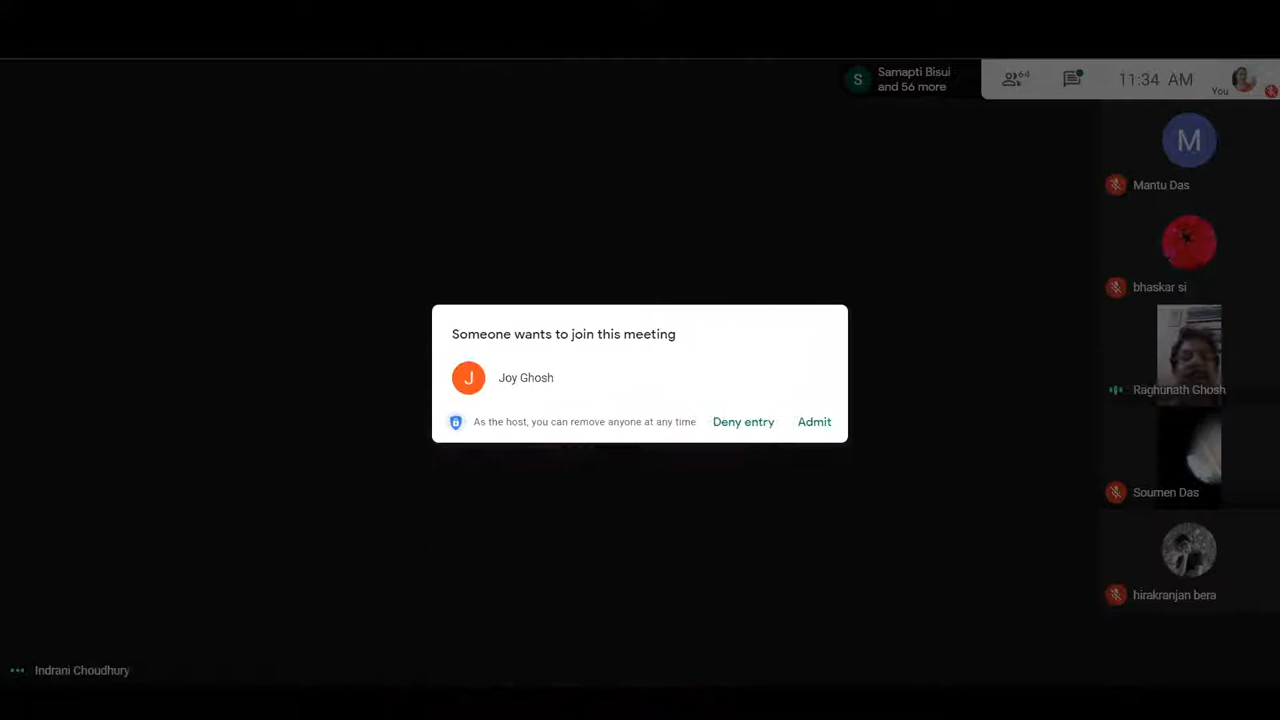 Samapti Bisui
and 56 more
S
64
11:34 AM
You
M
Mantu Das
bhaskar si
Someone wants to join this meeting
J
Joy Ghosh
Raghunath Ghosh
As the host, you can remove anyone at any time
Deny entry
Admit
Soumen Das
hirakranjan bera
Indrani Choudhury